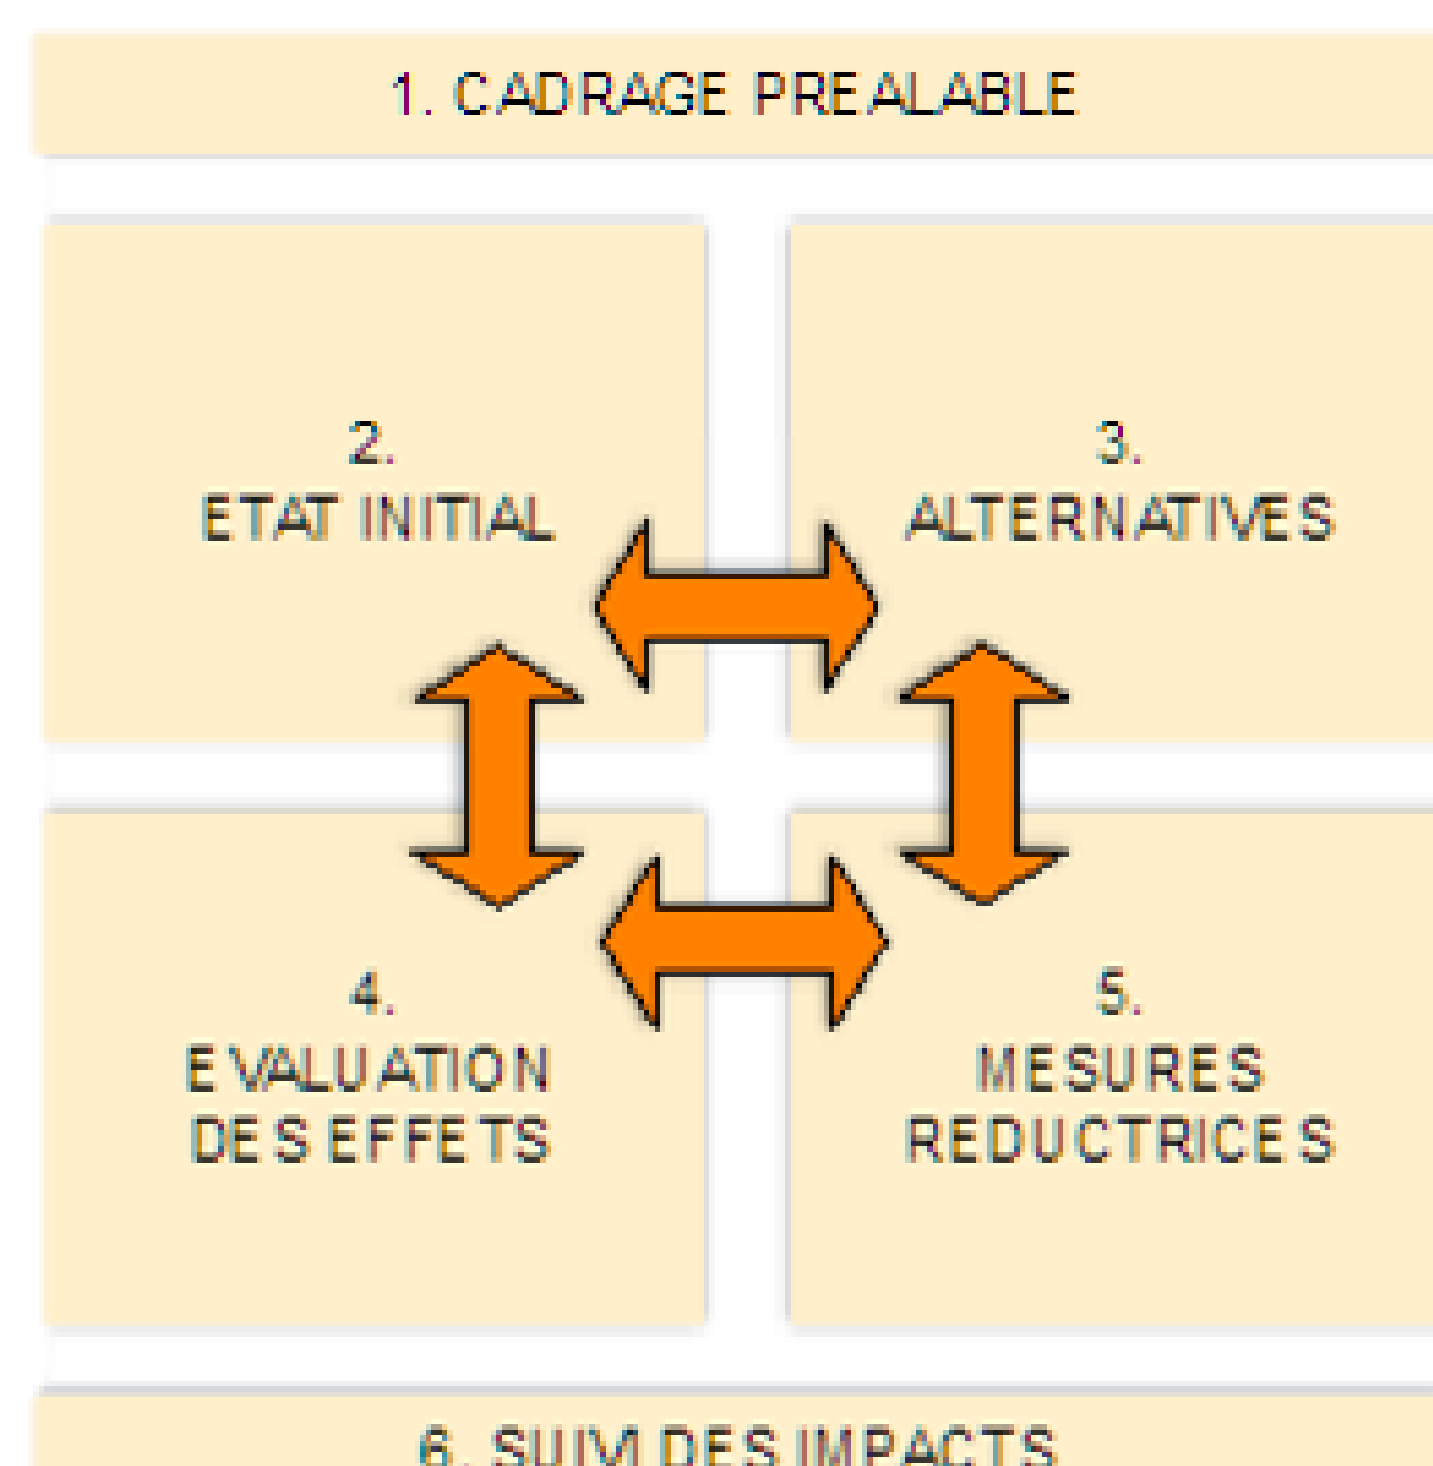 1. CADRAGE PREALABLE
2.
ETAT INITIAL
3.
ALTERNATIVES
4.
EVALUATION
DES EFFETS
5.
MESURES
REDUCTRICES
6. SUIVI DES IMPACTS